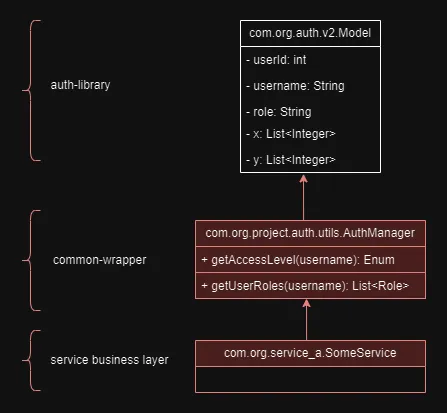 com.org.auth.v2.Model
- userId: int
auth-library
- username: String
- role: String
- x: List<Integer>
- y: List<Integer>
com.org.project.auth.utils.AuthManager
common-wrapper
+ getAccessLevel(username): Enum
+ getUserRoles(username): List<Role>
service business layer
com.org.service_a.SomeService